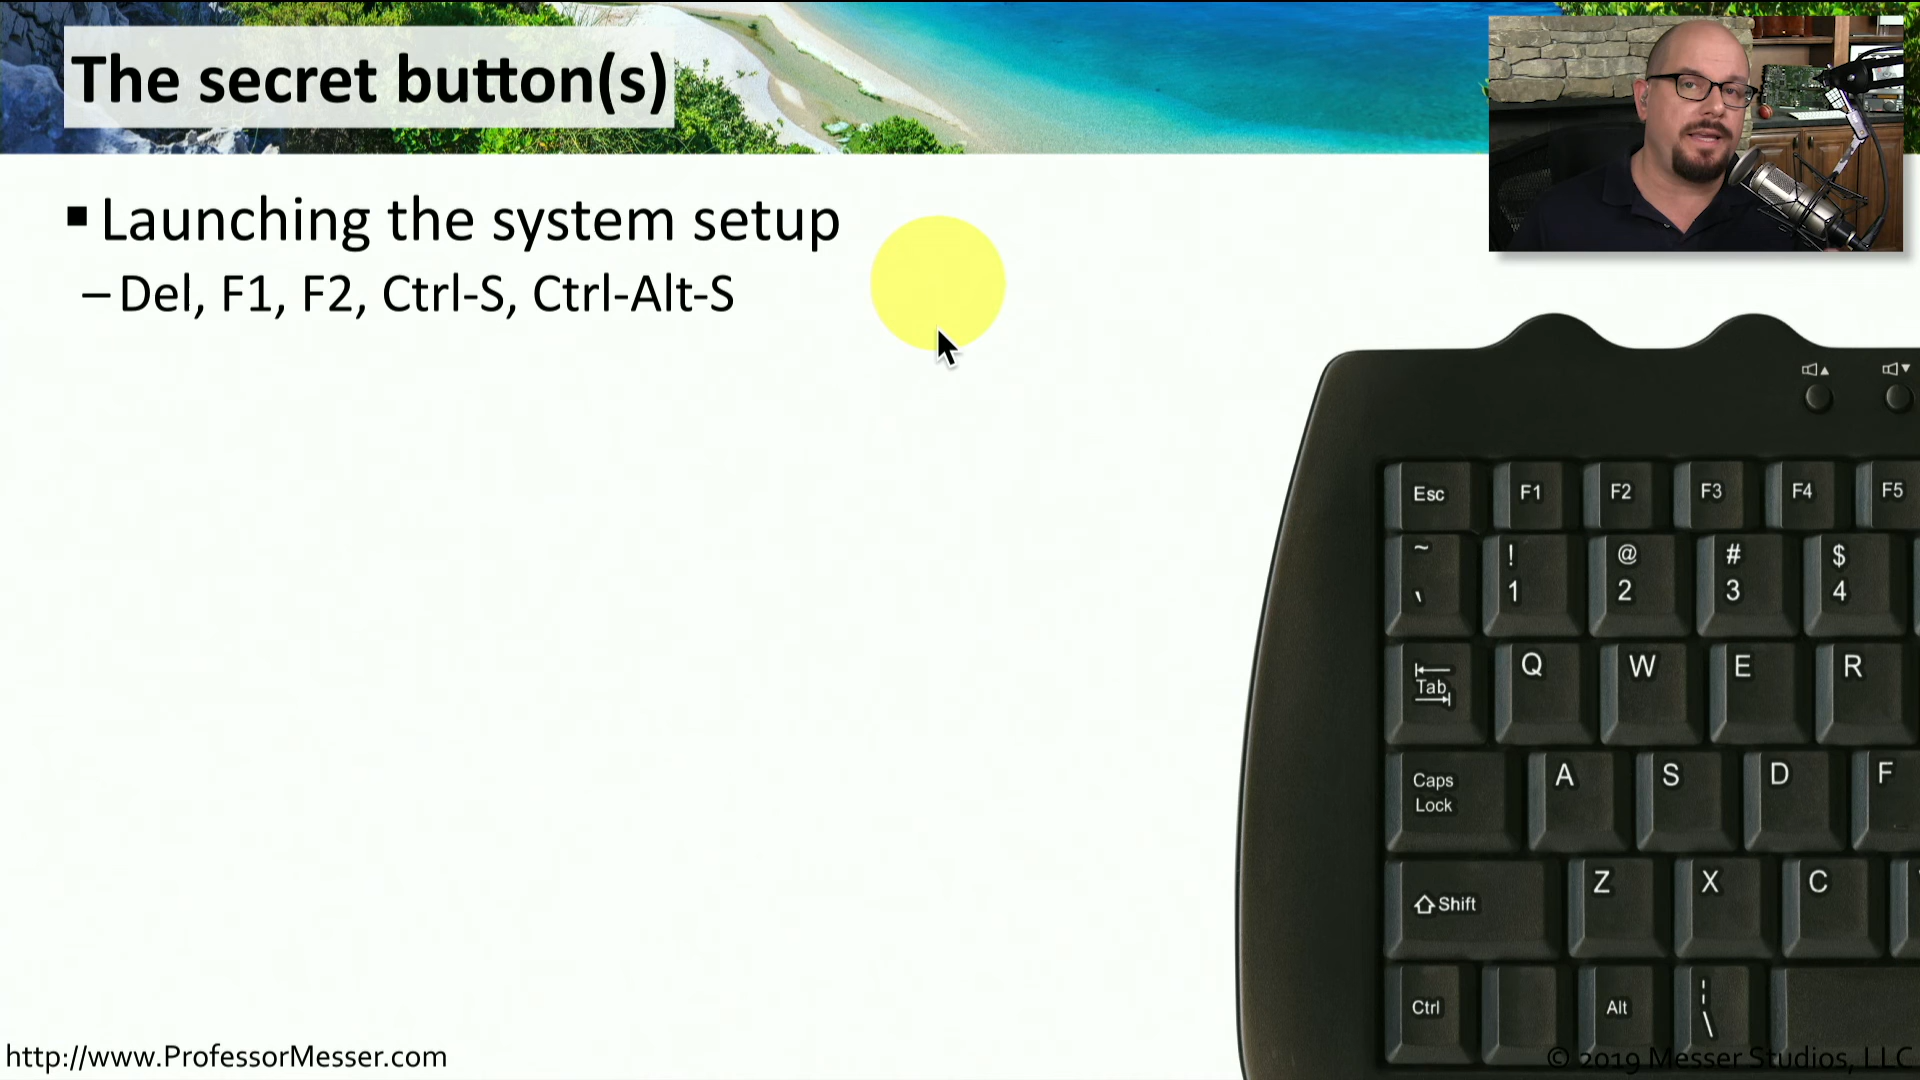 The secret button(s)
▪ Launching the system setup
– Del, F1, F2, Ctrl-S, Ctrl-Alt-S
Esc F1 F2 F3 F4 F5
~ ! @ # $
` 1 2 3 4
Tab Q W E R
Caps Lock A S D F
Shift Z X C
Ctrl Alt ¦ \
http://www.ProfessorMesser.com
© 2019 Messer Studios, LLC